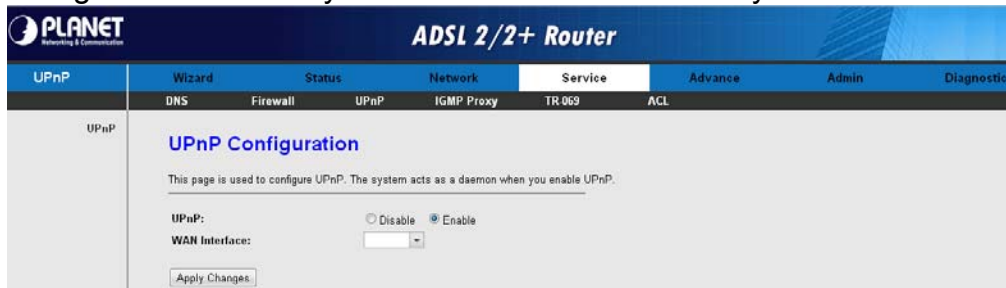 PLANET
Networking & Communication
ADSL 2/2+ Router
UPnP Wizard Status Network Service Advance Admin Diagnostic
DNS Firewall UPnP IGMP Proxy TR-069 ACL
UPnP
UPnP Configuration
This page is used to configure UPnP. The system acts as a daemon when you enable UPnP.
UPnP: Disable Enable
WAN Interface:
Apply Changes